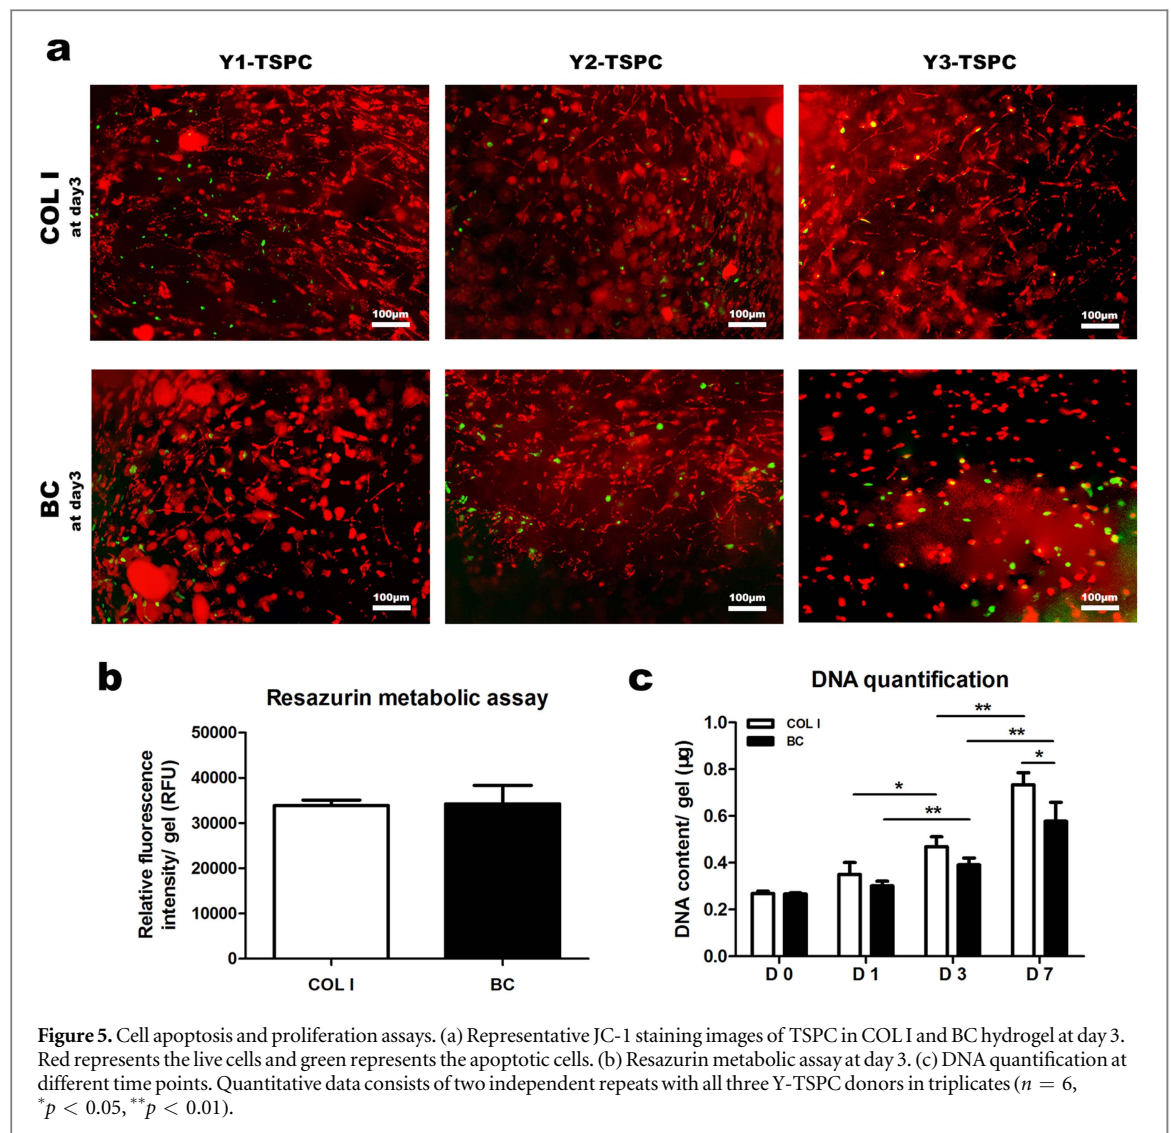 a
Y1-TSPC
Y2-TSPC
Y3-TSPC
COL I
at day3
100µm
100µm
100µm
BC
at day3
100µm
100µm
100µm
b
Resazurin metabolic assay
Relative fluorescence
intensity/ gel (RFU)
50000
40000
30000
20000
10000
0
COL I
BC
c
DNA quantification
DNA content/ gel (µg)
1.0
0.8
0.6
0.4
0.2
0.0
COL I
BC
*
**
**
**
*
D 0
D 1
D 3
D 7
Figure 5. Cell apoptosis and proliferation assays. (a) Representative JC-1 staining images of TSPC in COL I and BC hydrogel at day 3.
Red represents the live cells and green represents the apoptotic cells. (b) Resazurin metabolic assay at day 3. (c) DNA quantification at
different time points. Quantitative data consists of two independent repeats with all three Y-TSPC donors in triplicates (n = 6,
*p < 0.05, **p < 0.01).